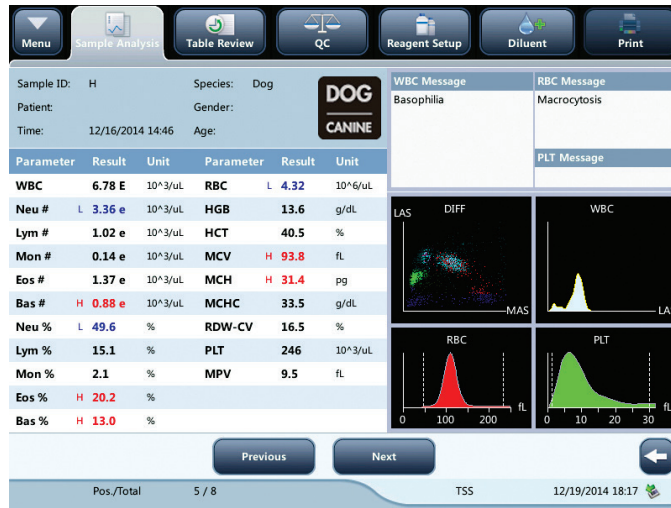 Menu Sample Analysis Table Review QC Reagent Setup Diluent Print
Sample ID: H Species: Dog
Patient: Gender:
Time: 12/16/2014 14:46 Age:
DOG
CANINE
WBC Message RBC Message
Basophilia Macrocytosis
PLT Message
Parameter Result Unit Parameter Result Unit
WBC 6.78 E 10^3/uL RBC L 4.32 10^6/uL
Neu # L 3.36 e 10^3/uL HGB 13.6 g/dL
Lym # 1.02 e 10^3/uL HCT 40.5 %
Mon # 0.14 e 10^3/uL MCV H 93.8 fL
Eos # 1.37 e 10^3/uL MCH H 31.4 pg
Bas # H 0.88 e 10^3/uL MCHC 33.5 g/dL
Neu % L 49.6 % RDW-CV 16.5 %
Lym % 15.1 % PLT 246 10^3/uL
Mon % 2.1 % MPV 9.5 fL
Eos % H 20.2 %
Bas % H 13.0 %
LAS DIFF
MAS
WBC
LA
RBC
0 100 200 fL
PLT
0 10 20 30 fL
Previous Next
Pos./Total 5 / 8 TSS 12/19/2014 18:17